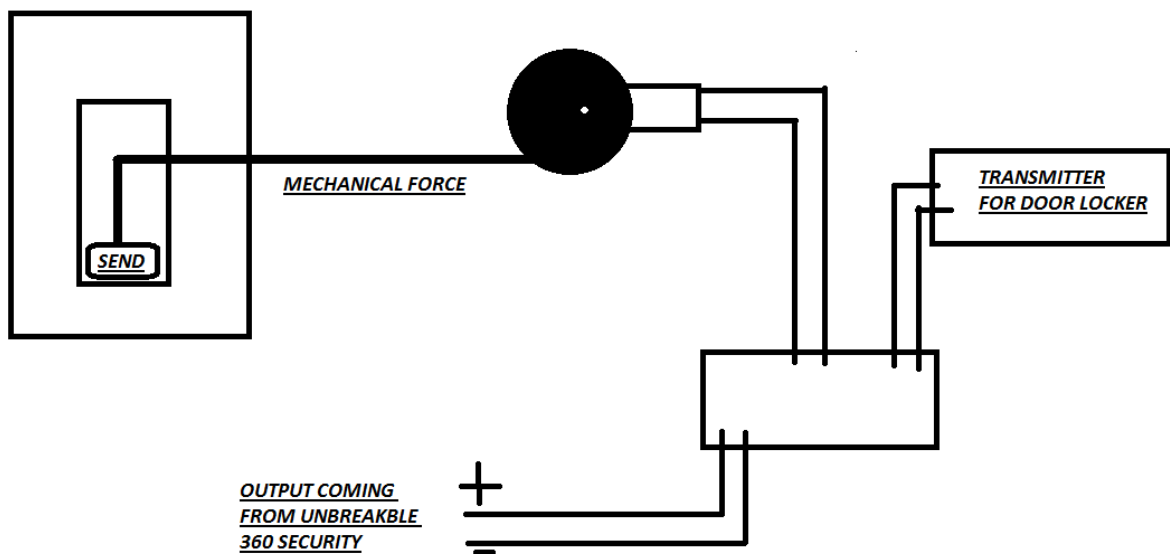 MECHANICAL FORCE
SEND
TRANSMITTER
FOR DOOR LOCKER
OUTPUT COMING
FROM UNBREAKBLE
360 SECURITY
+
-